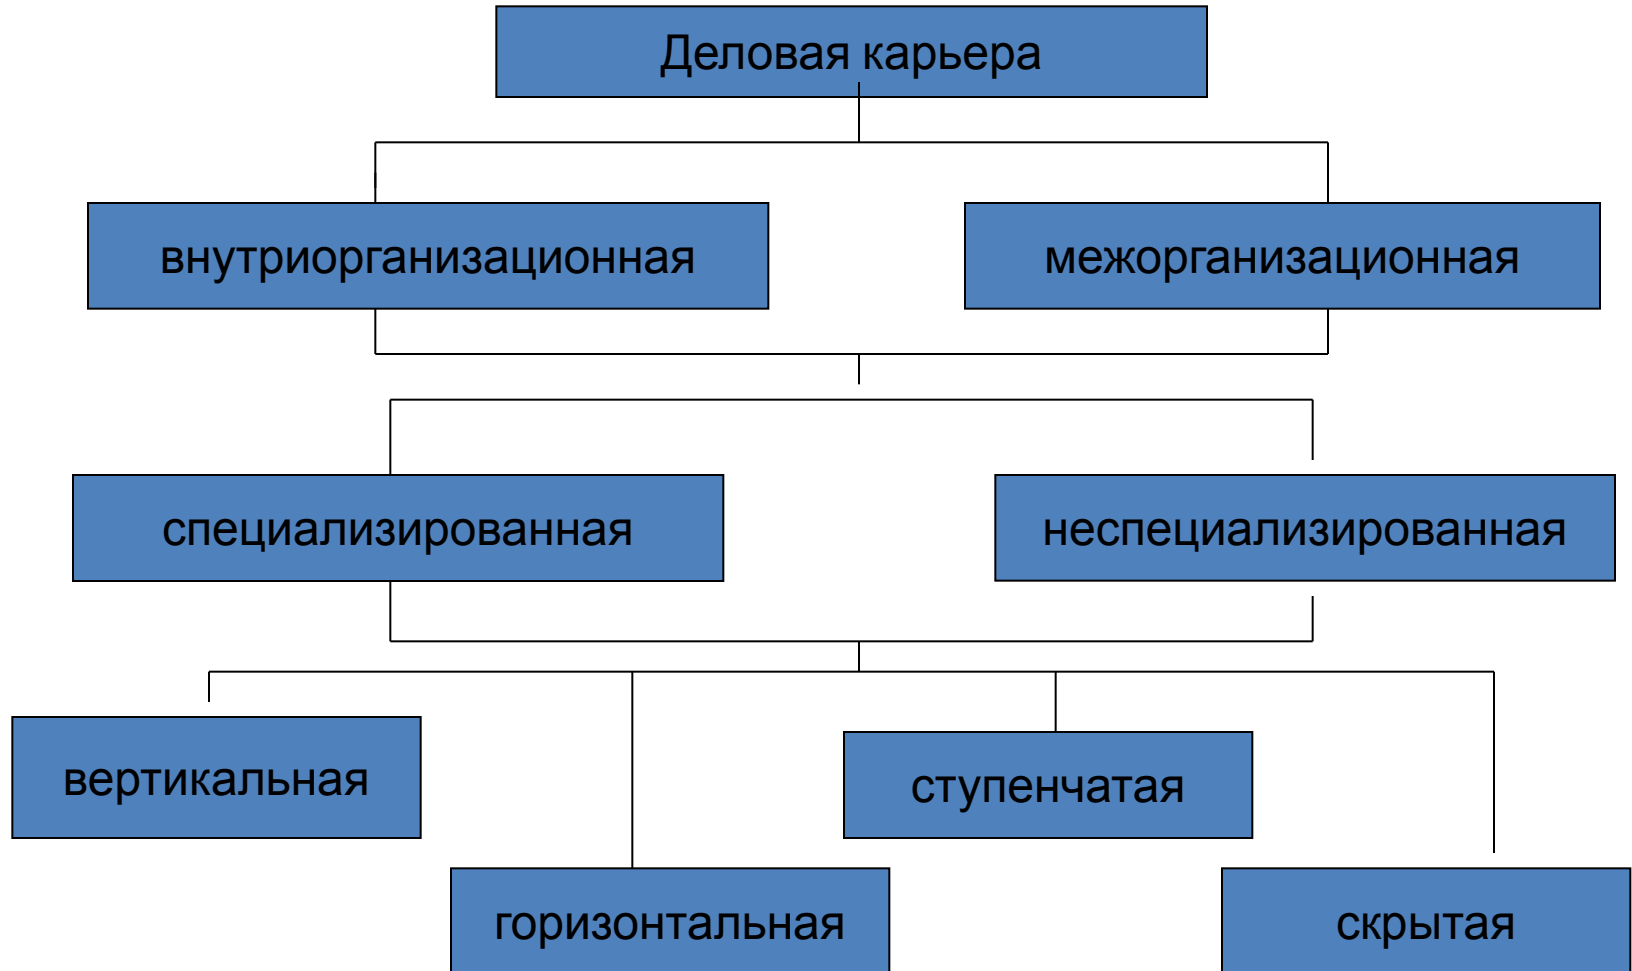 Деловая карьера
внутриорганизационная
межорганизационная
специализированная
неспециализированная
вертикальная
ступенчатая
горизонтальная
скрытая